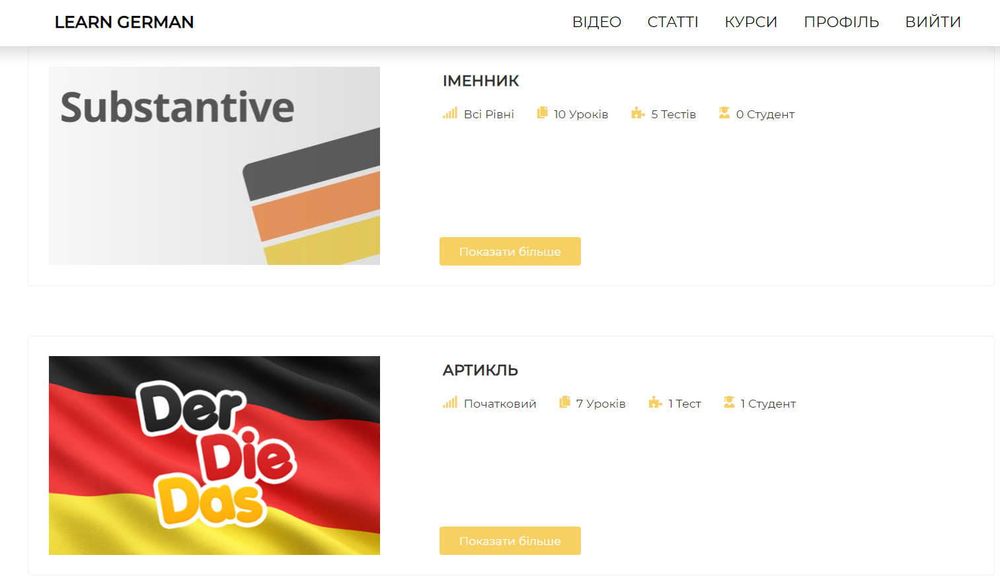 LEARN GERMAN ВІДЕО СТАТТІ КУРСИ ПРОФІЛЬ ВИЙТИ
Substantive
ІМЕННИК
Всі Рівні 10 Уроків 5 Тестів 0 Студент
Показати більше
Der
Die
Das
АРТИКЛЬ
Початковий 7 Уроків 1 Тест 1 Студент
Показати більше